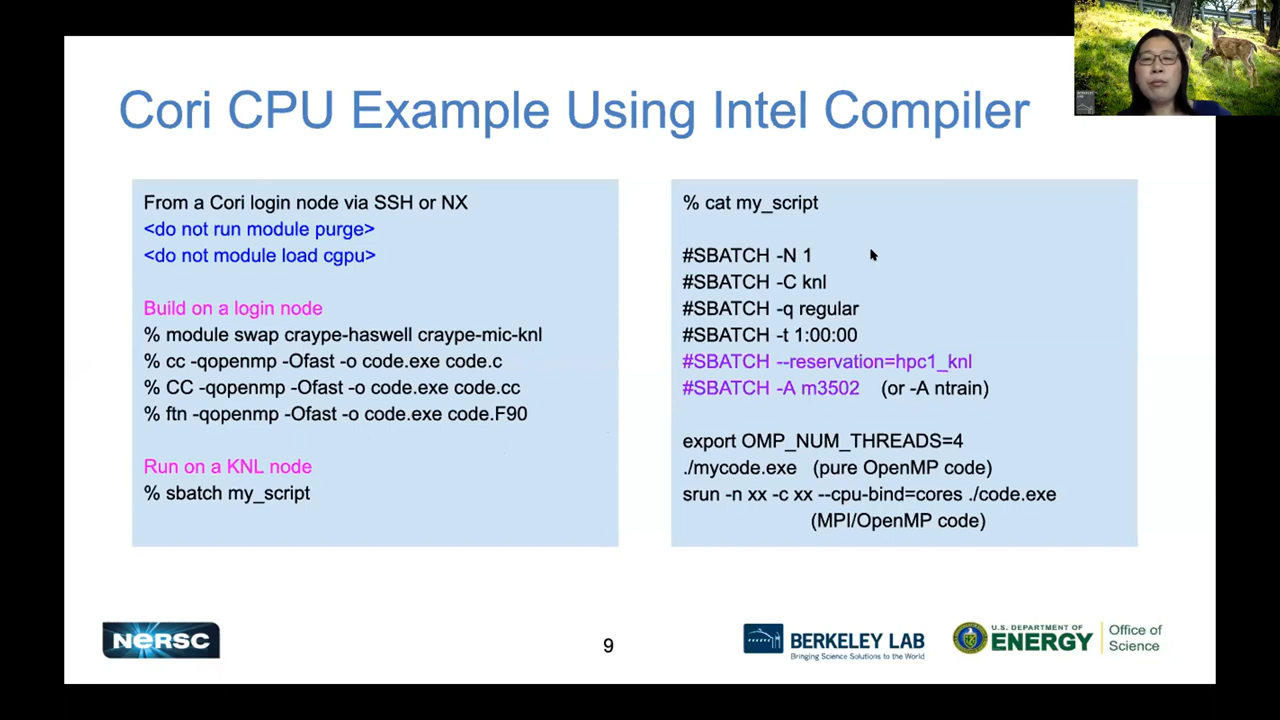 Cori CPU Example Using Intel Compiler
From a Cori login node via SSH or NX
<do not run module purge>
<do not module load cgpu>
Build on a login node
% module swap craype-haswell craype-mic-knl
% cc -qopenmp -Ofast -o code.exe code.c
% CC -qopenmp -Ofast -o code.exe code.cc
% ftn -qopenmp -Ofast -o code.exe code.F90
Run on a KNL node
% sbatch my_script
% cat my_script
#SBATCH -N 1
#SBATCH -C knl
#SBATCH -q regular
#SBATCH -t 1:00:00
#SBATCH --reservation=hpc1_knl
#SBATCH -A m3502 (or -A ntrain)
export OMP_NUM_THREADS=4
./mycode.exe (pure OpenMP code)
srun -n xx -c xx --cpu-bind=cores ./code.exe
(MPI/OpenMP code)
NERSC
9
BERKELEY LAB
Bringing Science Solutions to the World
U.S. DEPARTMENT OF
ENERGY
Office of
Science